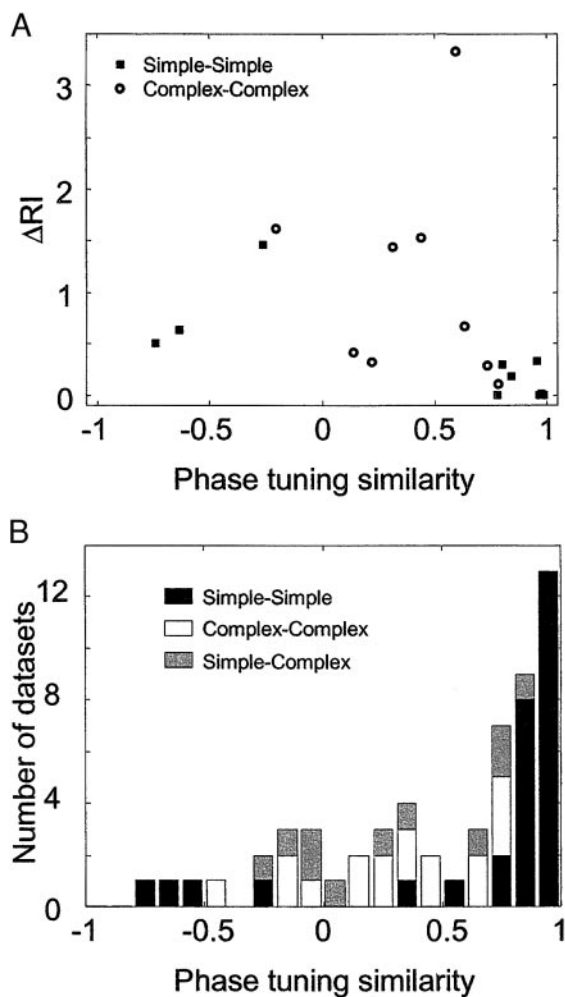 A
Simple-Simple
Complex-Complex
3
2
1
0
ΔRI
-1 -0.5 0 0.5 1
Phase tuning similarity
B
Simple-Simple
Complex-Complex
Simple-Complex
12
8
4
0
Number of datasets
-1 -0.5 0 0.5 1
Phase tuning similarity